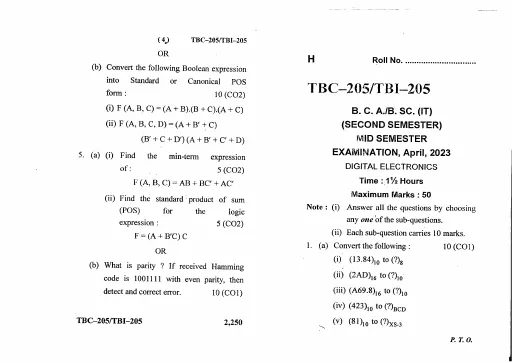 ( 4 ) TBC–205/TBI–205
OR
(b) Convert the following Boolean expression
into Standard or Canonical POS
form : 10 (CO2)
(i) F (A, B, C) = (A + B).(B + C).(A + C)
(ii) F (A, B, C, D) = (A + B' + C)
(B' + C + D') (A + B' + C' + D)
5. (a) (i) Find the min-term expression
of : 5 (CO2)
F (A, B, C) = AB + BC' + AC'
(ii) Find the standard product of sum
(POS) for the logic
expression : 5 (CO2)
F = (A + B'C) C
OR
(b) What is parity ? If received Hamming
code is 1001111 with even parity, then
detect and correct error. 10 (CO1)
TBC–205/TBI–205 2,250
H Roll No. ..............................
TBC–205/TBI–205
B. C. A./B. SC. (IT)
(SECOND SEMESTER)
MID SEMESTER
EXAMINATION, April, 2023
DIGITAL ELECTRONICS
Time : 1½ Hours
Maximum Marks : 50
Note : (i) Answer all the questions by choosing
any one of the sub-questions.
(ii) Each sub-question carries 10 marks.
1. (a) Convert the following : 10 (CO1)
(i) (13.84)₁₀ to (?)₈
(ii) (2AD)₁₆ to (?)₁₀
(iii) (A69.8)₁₆ to (?)₁₀
(iv) (423)₁₀ to (?)BCD
(v) (81)₁₀ to (?)XS-3
P. T. O.